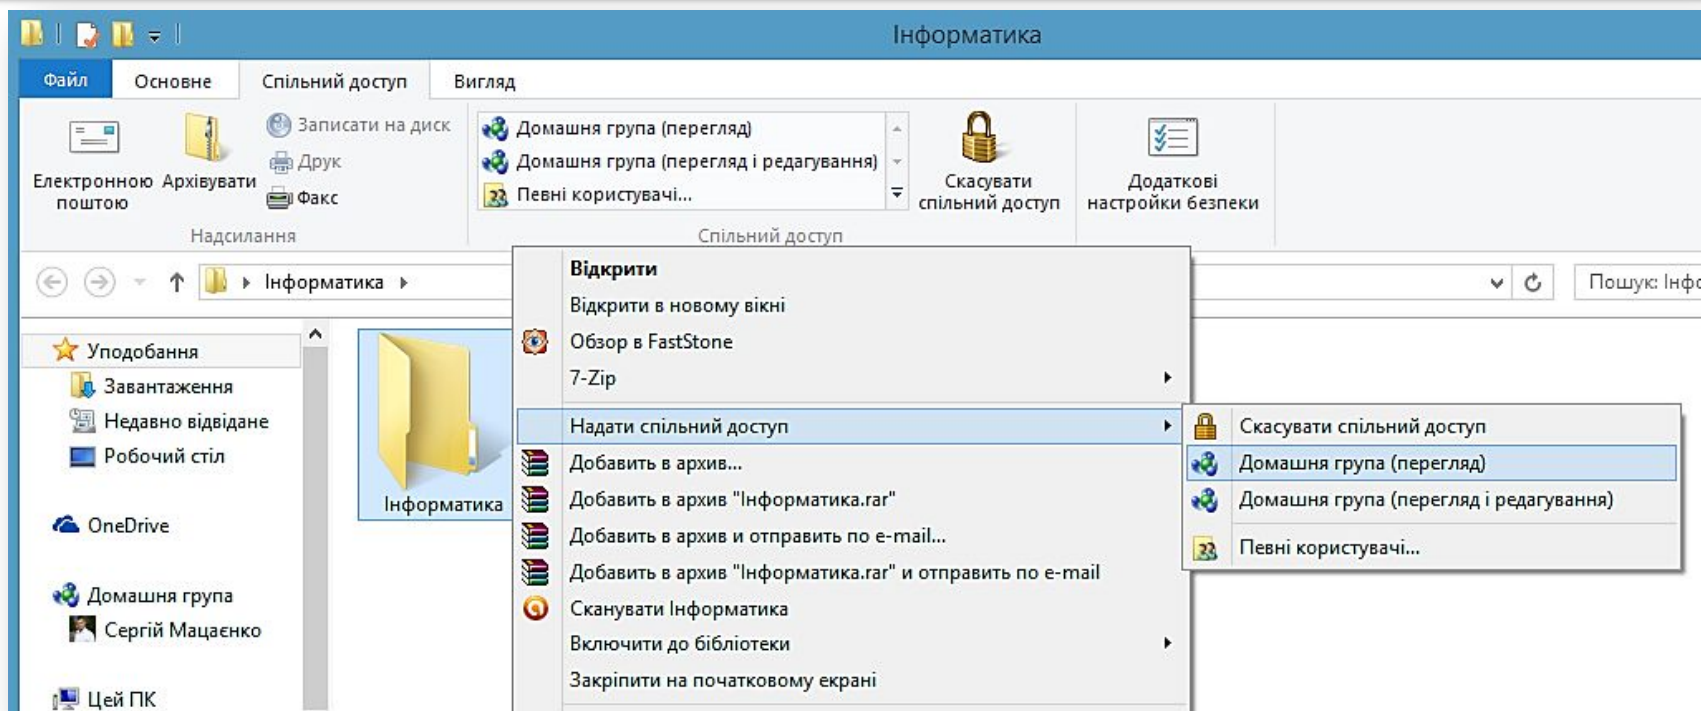 Інформатика
Файл Основне Спільний доступ Вигляд
Електронною поштою
Архівувати
Записати на диск
Друк
Факс
Надсилання
Домашня група (перегляд)
Домашня група (перегляд і редагування)
Певні користувачі...
Скасувати спільний доступ
Спільний доступ
Додаткові настройки безпеки
Інформатика
Пошук: Інфо
Уподобання
Завантаження
Недавно відвідане
Робочий стіл
OneDrive
Домашня група
Сергій Мацаєнко
Цей ПК
Інформатика
Відкрити
Відкрити в новому вікні
Обзор в FastStone
7-Zip
Надати спільний доступ
Добавить в архив...
Добавить в архив "Інформатика.rar"
Добавить в архив и отправить по e-mail...
Добавить в архив "Інформатика.rar" и отправить по e-mail
Сканувати Інформатика
Включити до бібліотеки
Закріпити на початковому екрані
Скасувати спільний доступ
Домашня група (перегляд)
Домашня група (перегляд і редагування)
Певні користувачі...